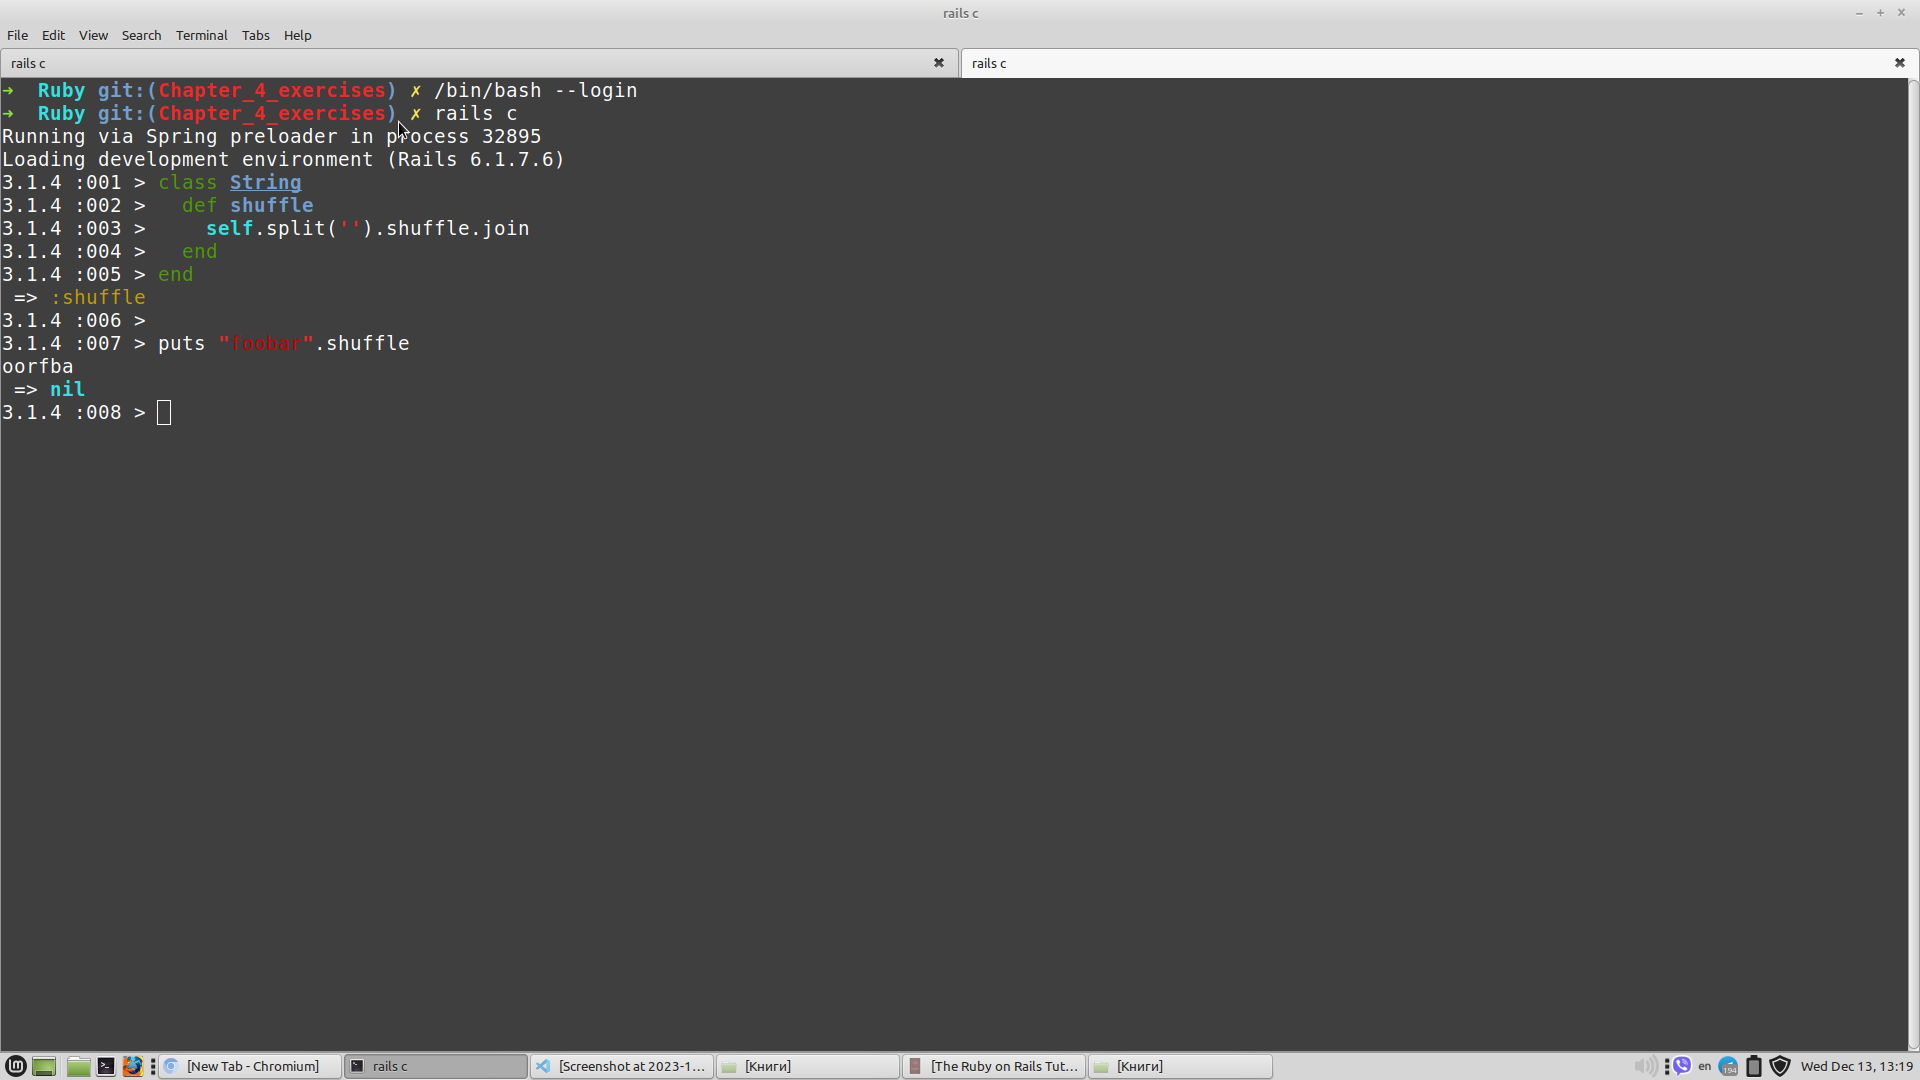 rails c
File Edit View Search Terminal Tabs Help
rails c
rails c
➜  Ruby git:(Chapter_4_exercises) ✗ /bin/bash --login
➜  Ruby git:(Chapter_4_exercises) ✗ rails c
Running via Spring preloader in process 32895
Loading development environment (Rails 6.1.7.6)
3.1.4 :001 > class String
3.1.4 :002 >   def shuffle
3.1.4 :003 >     self.split('').shuffle.join
3.1.4 :004 >   end
3.1.4 :005 > end
 => :shuffle
3.1.4 :006 >
3.1.4 :007 > puts "foobar".shuffle
oorfba
 => nil
3.1.4 :008 >
[New Tab - Chromium] rails c [Screenshot at 2023-1... [Книги] [The Ruby on Rails Tut... [Книги] en 194 Wed Dec 13, 13:19